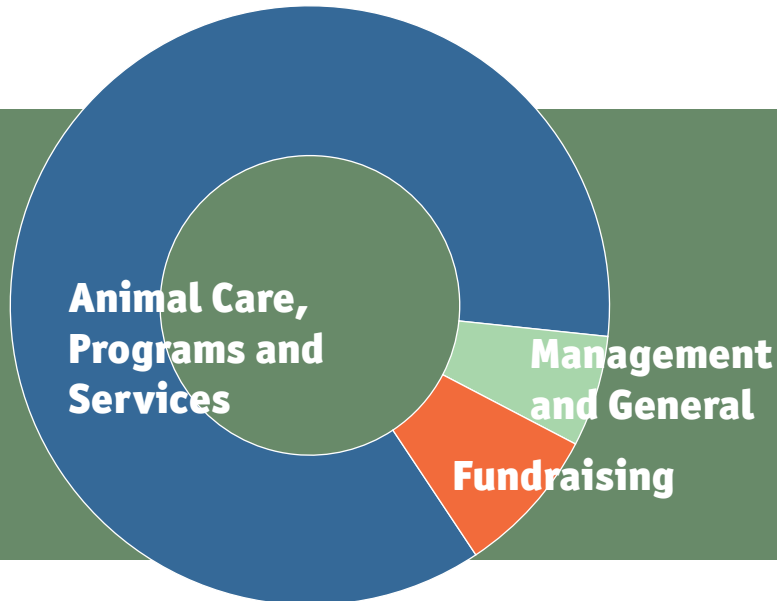 Animal Care,
Programs and
Services
Management
and General
Fundraising